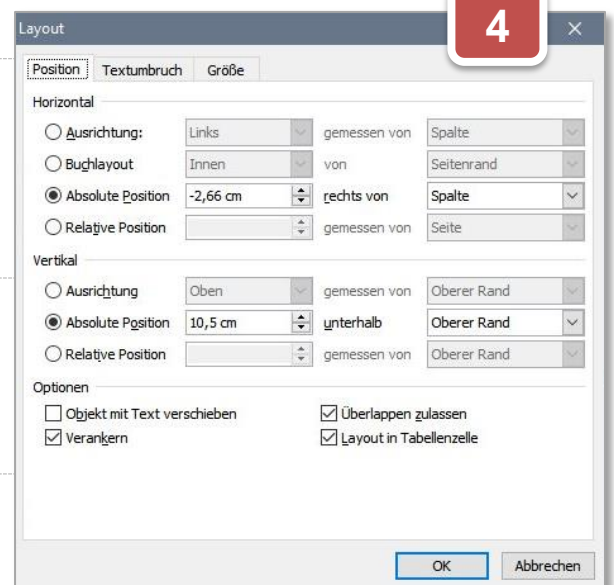 4
Layout
Position Textumbruch Größe
Horizontal
Ausrichtung: Links gemessen von Spalte
Buchlayout Innen von Seitenrand
Absolute Position -2,66 cm rechts von Spalte
Relative Position gemessen von Seite
Vertikal
Ausrichtung Oben gemessen von Oberer Rand
Absolute Position 10,5 cm unterhalb Oberer Rand
Relative Position gemessen von Oberer Rand
Optionen
Objekt mit Text verschieben Überlappen zulassen
Verankern Layout in Tabellenzelle
OK Abbrechen